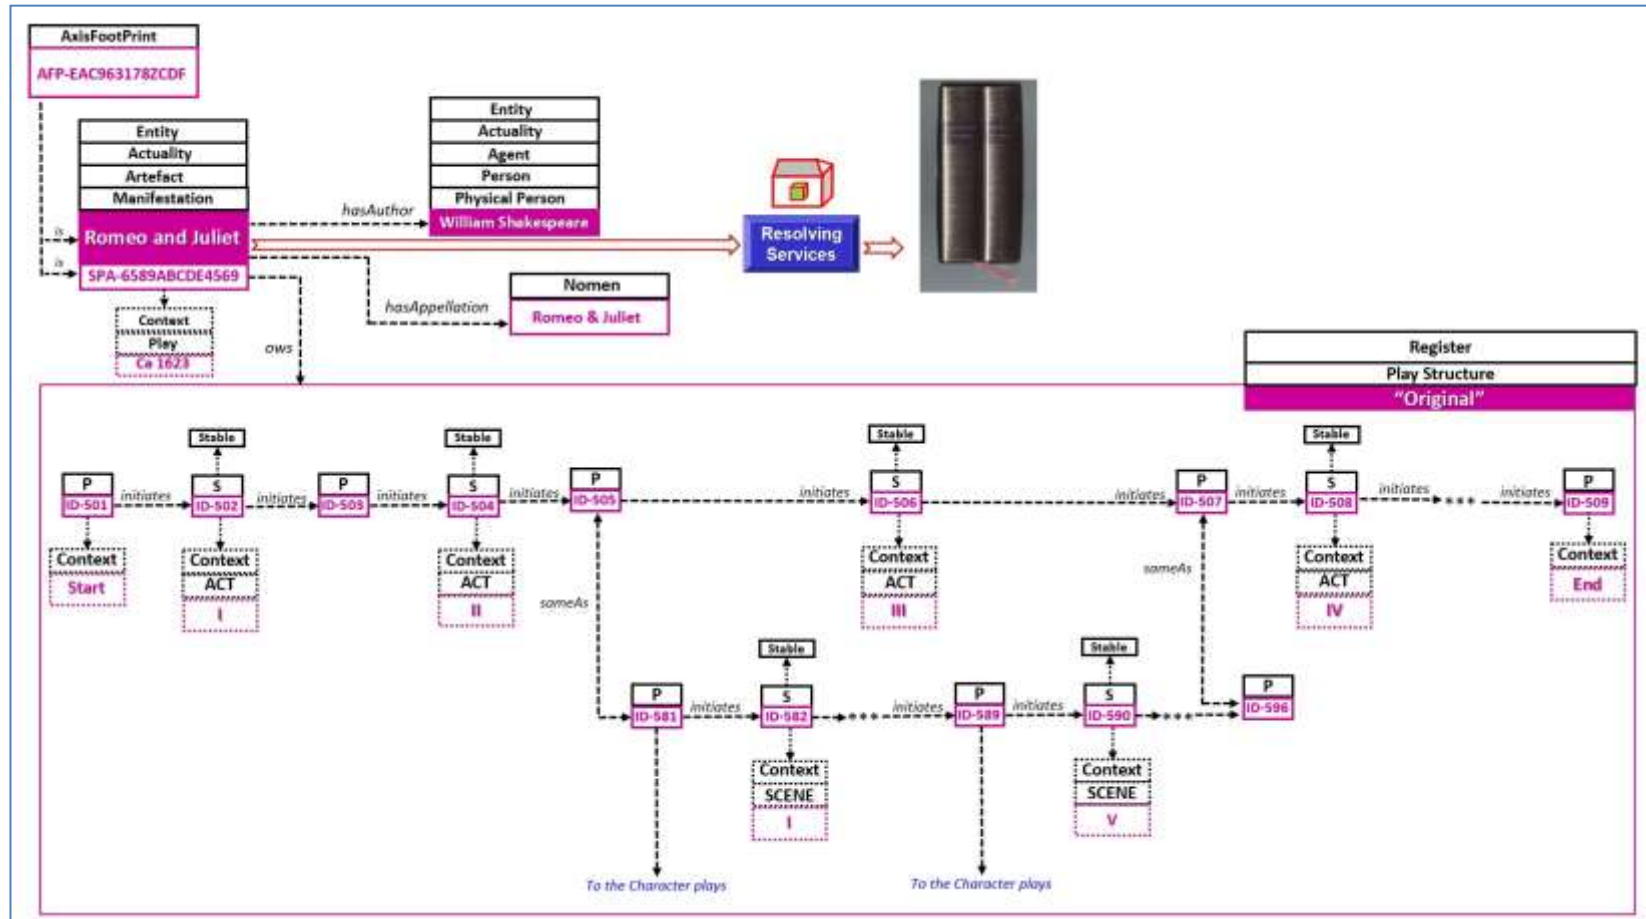 AxisFootPrint
AFP-EAC963178ZCDF
Entity
Actuality
Artefact
Manifestation
is
Romeo and Juliet
is
SPA-6589ABCDE4569
Context
Play
Ca 1623
hasAuthor
Entity
Actuality
Agent
Person
Physical Person
William Shakespeare
Resolving
Services
hasAppellation
Nomen
Romeo & Juliet
ows
Register
Play Structure
"Original"
Stable
Stable
Stable
Stable
P
ID-501
initiates
S
ID-502
initiates
P
ID-503
initiates
S
ID-504
initiates
P
ID-505
initiates
S
ID-506
initiates
P
ID-507
initiates
S
ID-508
initiates
***
initiates
P
ID-509
Context
Start
Context
ACT
I
Context
ACT
II
sameAs
Context
ACT
III
sameAs
Context
ACT
IV
Context
End
Stable
Stable
P
ID-581
initiates
S
ID-582
***
initiates
P
ID-589
initiates
S
ID-590
***
P
ID-596
Context
SCENE
I
Context
SCENE
V
To the Character plays
To the Character plays